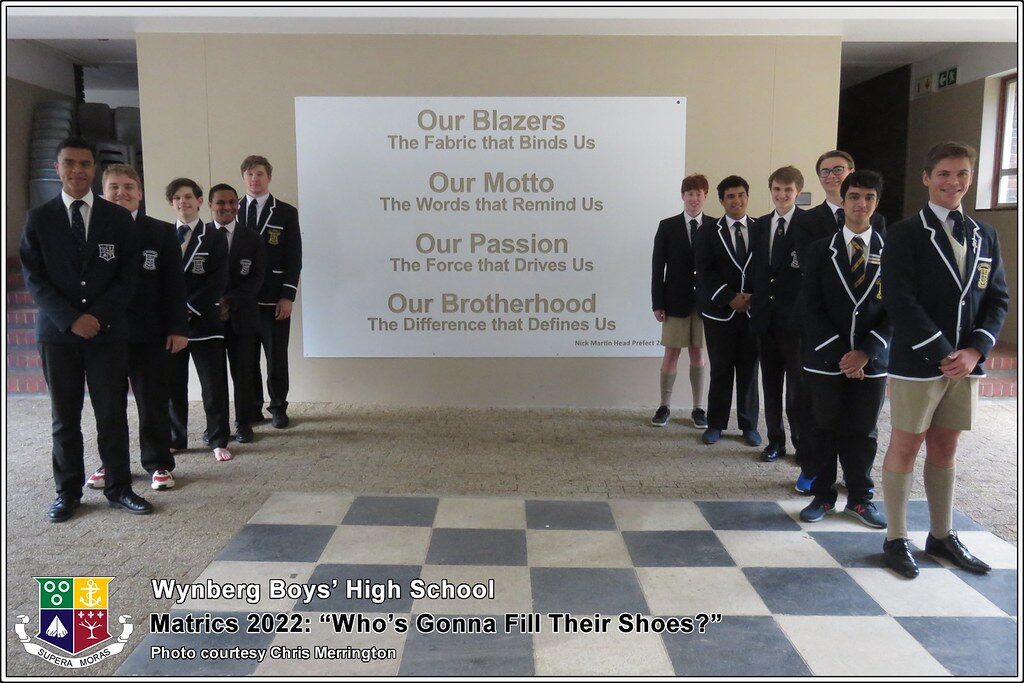 Our Blazers
The Fabric that Binds Us
Our Motto
The Words that Remind Us
Our Passion
The Force that Drives Us
Our Brotherhood
The Difference that Defines Us
Nick Martin Head Prefect
Wynberg Boys’ High School
Matrics 2022: “Who’s Gonna Fill Their Shoes?”
Photo courtesy Chris Merrington
SUPERA MORAS